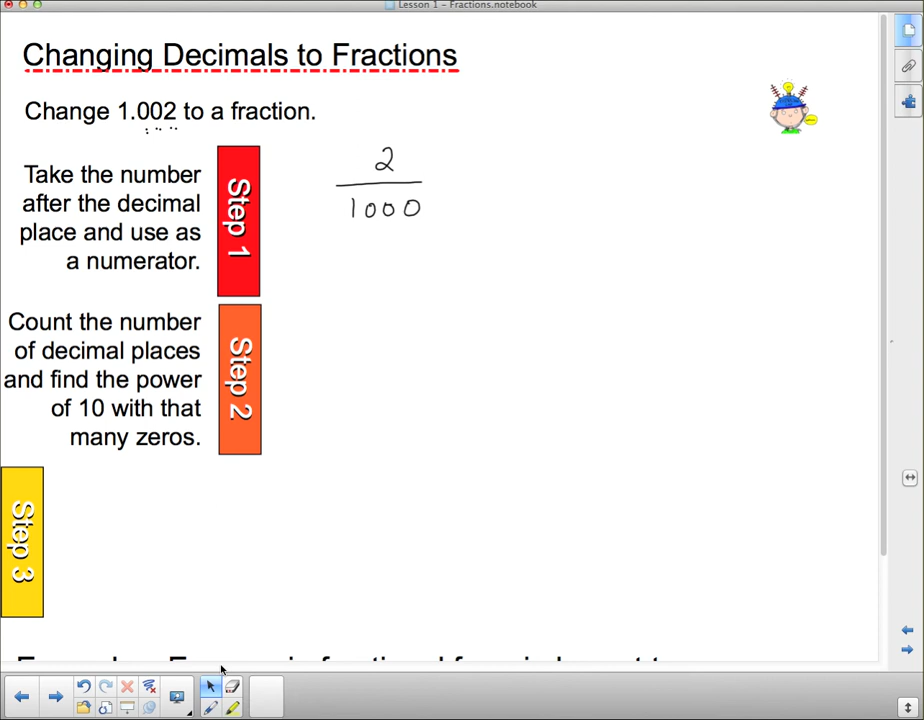 Lesson 1 – Fractions.notebook
Changing Decimals to Fractions
Change 1.002 to a fraction.
Take the number
after the decimal
place and use as
a numerator.
Step 1
2
1000
Count the number
of decimal places
and find the power
of 10 with that
many zeros.
Step 2
Step 3